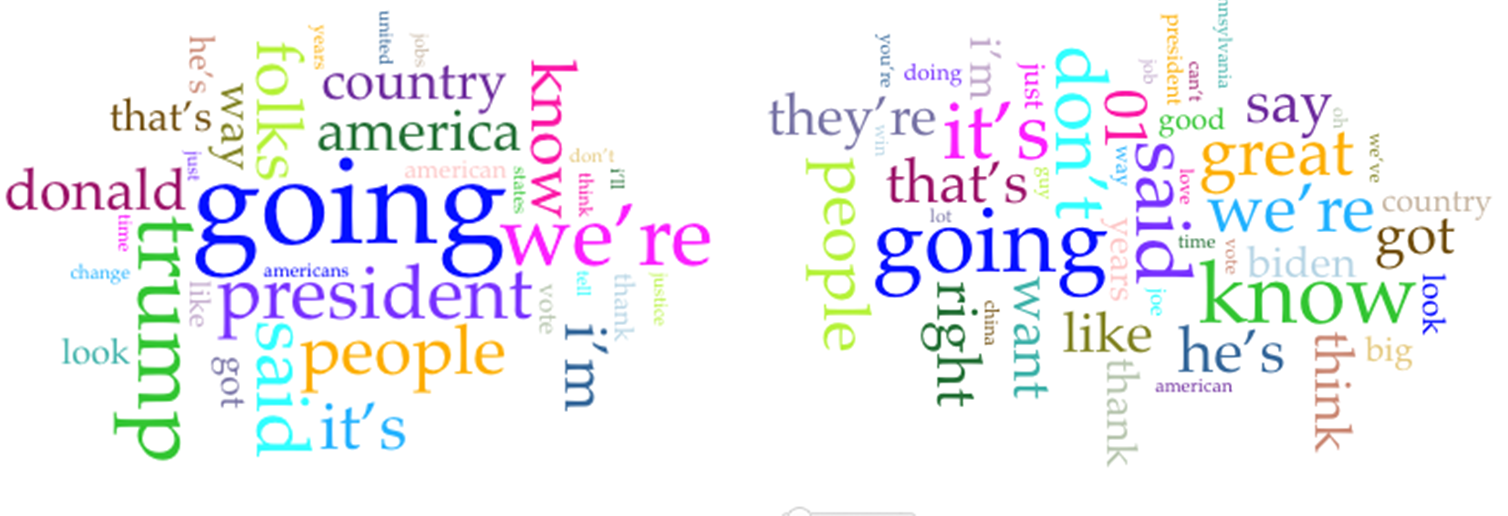 united
years
jobs
he's
folks
country
know
way
that's
america
don't
just
american
states
i'll
think
donald
going
time
trump
we're
change
americans
president
tell
thank
justice
like
vote
look
got
said
people
i'm
it's
nnsylvania
president
you're
i'm
doing
just
don't
job
can't
01
say
they're
it's
good
oh
win
great
we've
people
that's
guy
way
said
love
we're
country
lot
going
years
time
vote
got
biden
right
china
want
joe
know
look
like
he's
think
big
thank
american